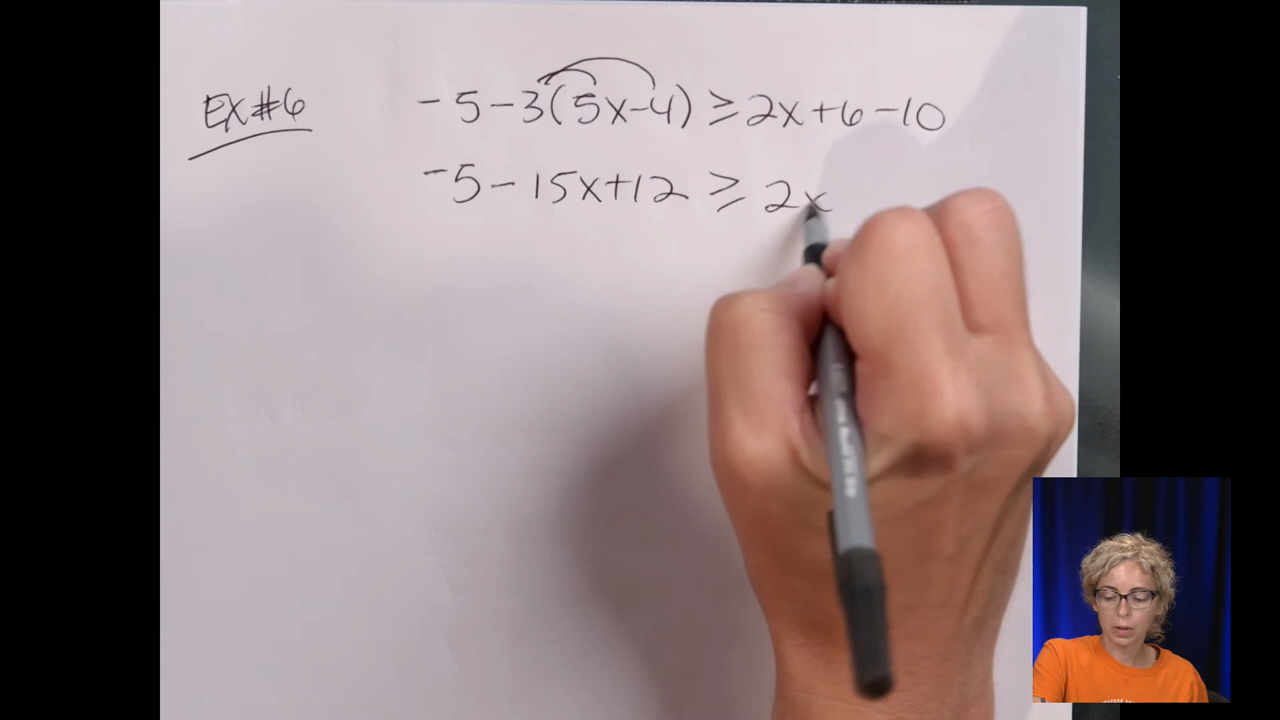 EX#6
-5-3(5x-4) ≥ 2x+6-10
-5-15x+12 ≥ 2x